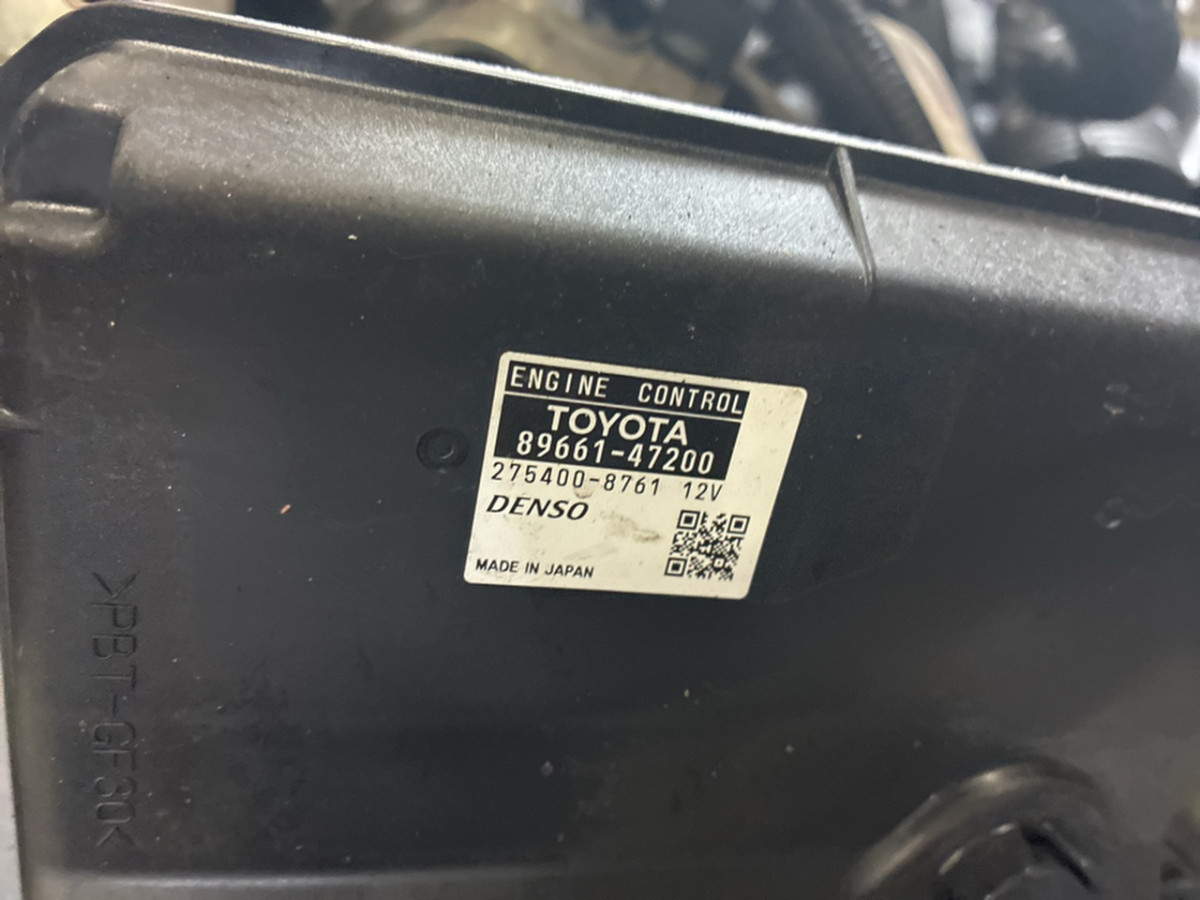 ENGINE CONTROL
TOYOTA
89661-47200
275400-8761 12V
DENSO
MADE IN JAPAN
>PBT-GF30<